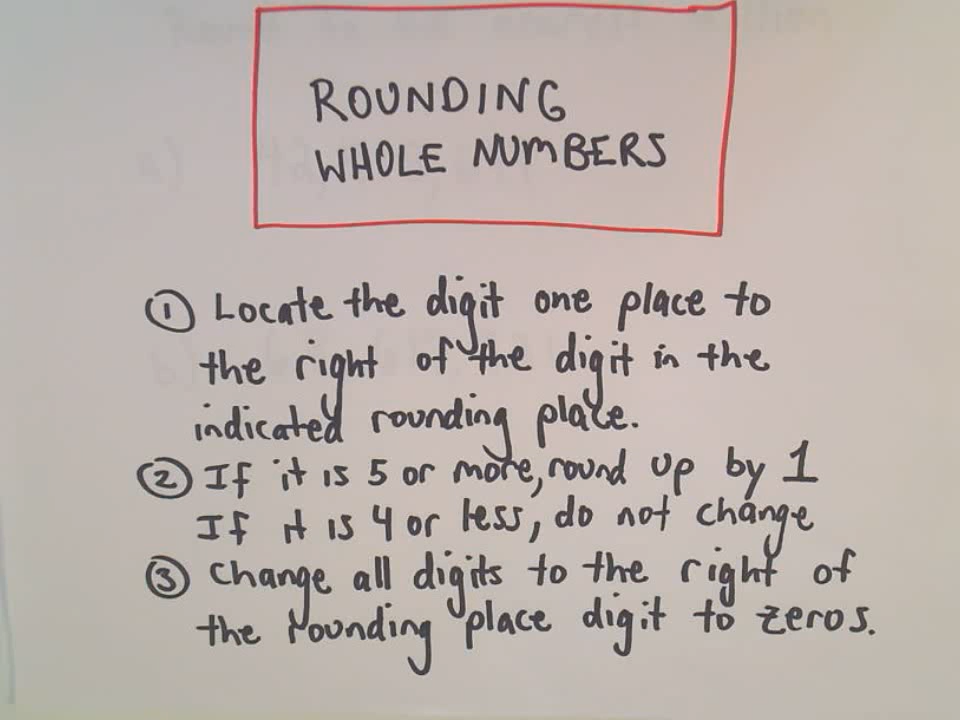 ROUNDING
WHOLE NUMBERS
① Locate the digit one place to
the right of the digit in the
indicated rounding place.
② If it is 5 or more, round up by 1
If it is 4 or less, do not change
③ Change all digits to the right of
the rounding place digit to zeros.